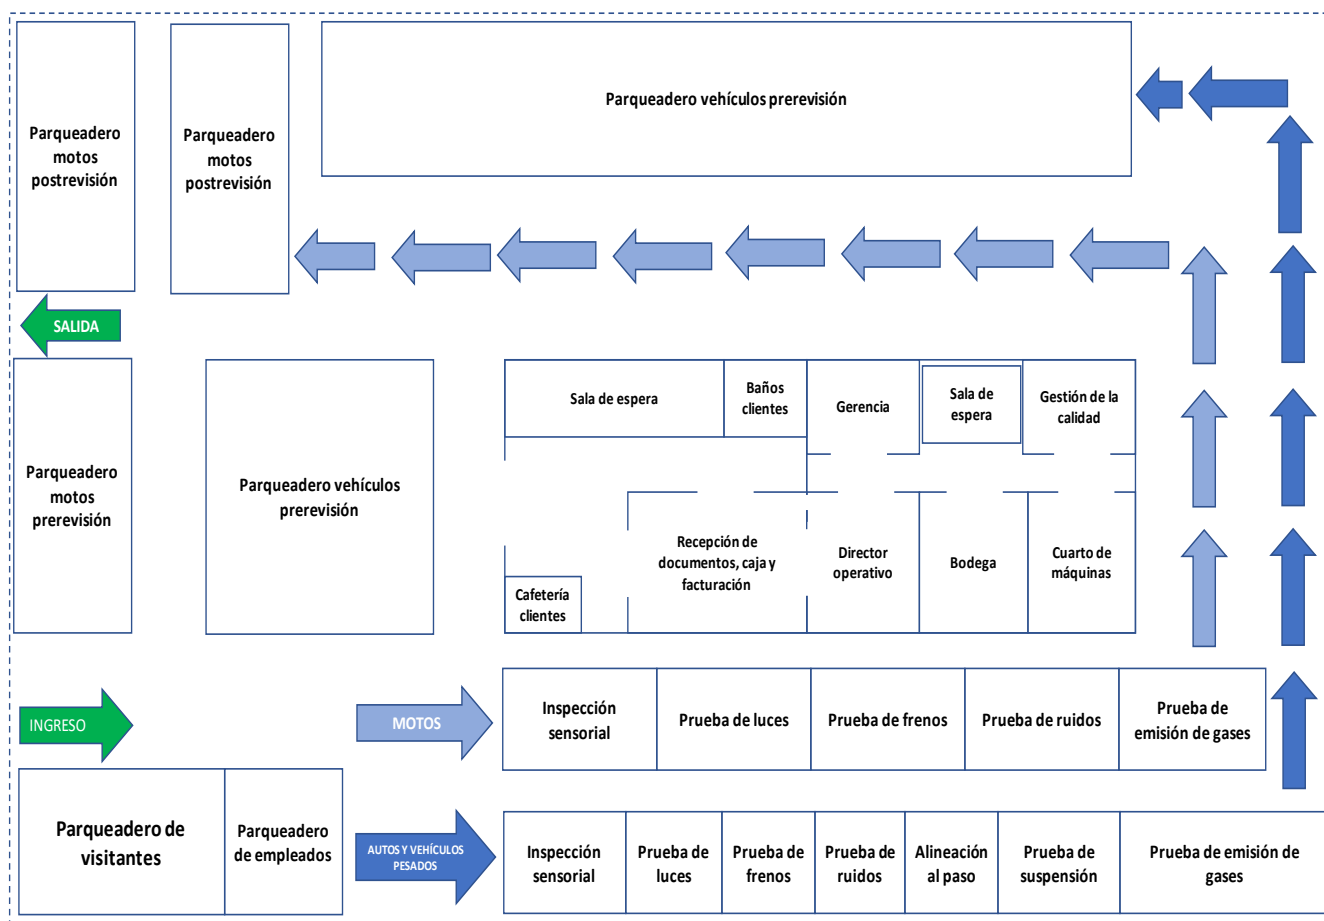 Parqueadero
motos
postrevisión
Parqueadero
motos
postrevisión
Parqueadero vehículos prerevisión
SALIDA
Parqueadero
motos
prerevisión
Parqueadero vehículos
prerevisión
Sala de espera
Baños
clientes
Gerencia
Sala de
espera
Gestión de la
calidad
Recepción de
documentos, caja y
facturación
Director
operativo
Bodega
Cuarto de
máquinas
Cafetería
clientes
INGRESO
MOTOS
Inspección
sensorial
Prueba de luces
Prueba de frenos
Prueba de ruidos
Prueba de
emisión de gases
Parqueadero de
visitantes
Parqueadero
de empleados
AUTOS Y VEHÍCULOS
PESADOS
Inspección
sensorial
Prueba de
luces
Prueba de
frenos
Prueba de
ruidos
Alineación
al paso
Prueba de
suspensión
Prueba de emisión de
gases